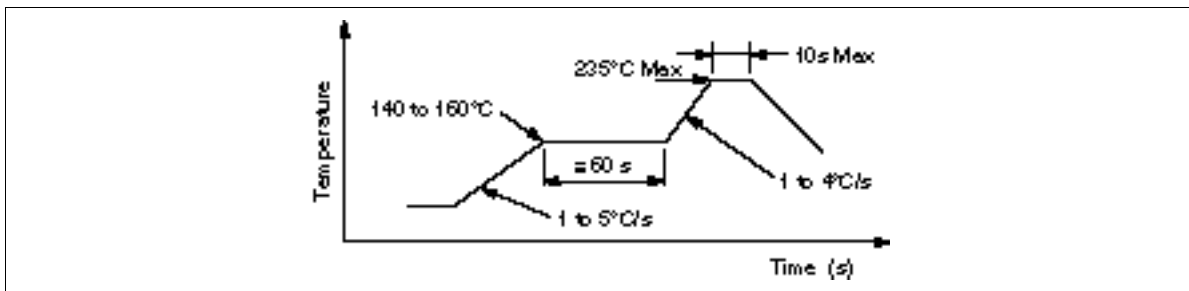 10s Max
235°C Max
140 to 160°C
≦60 s
1 to 4°C/s
1 to 5°C/s
Temperature
Time (s)